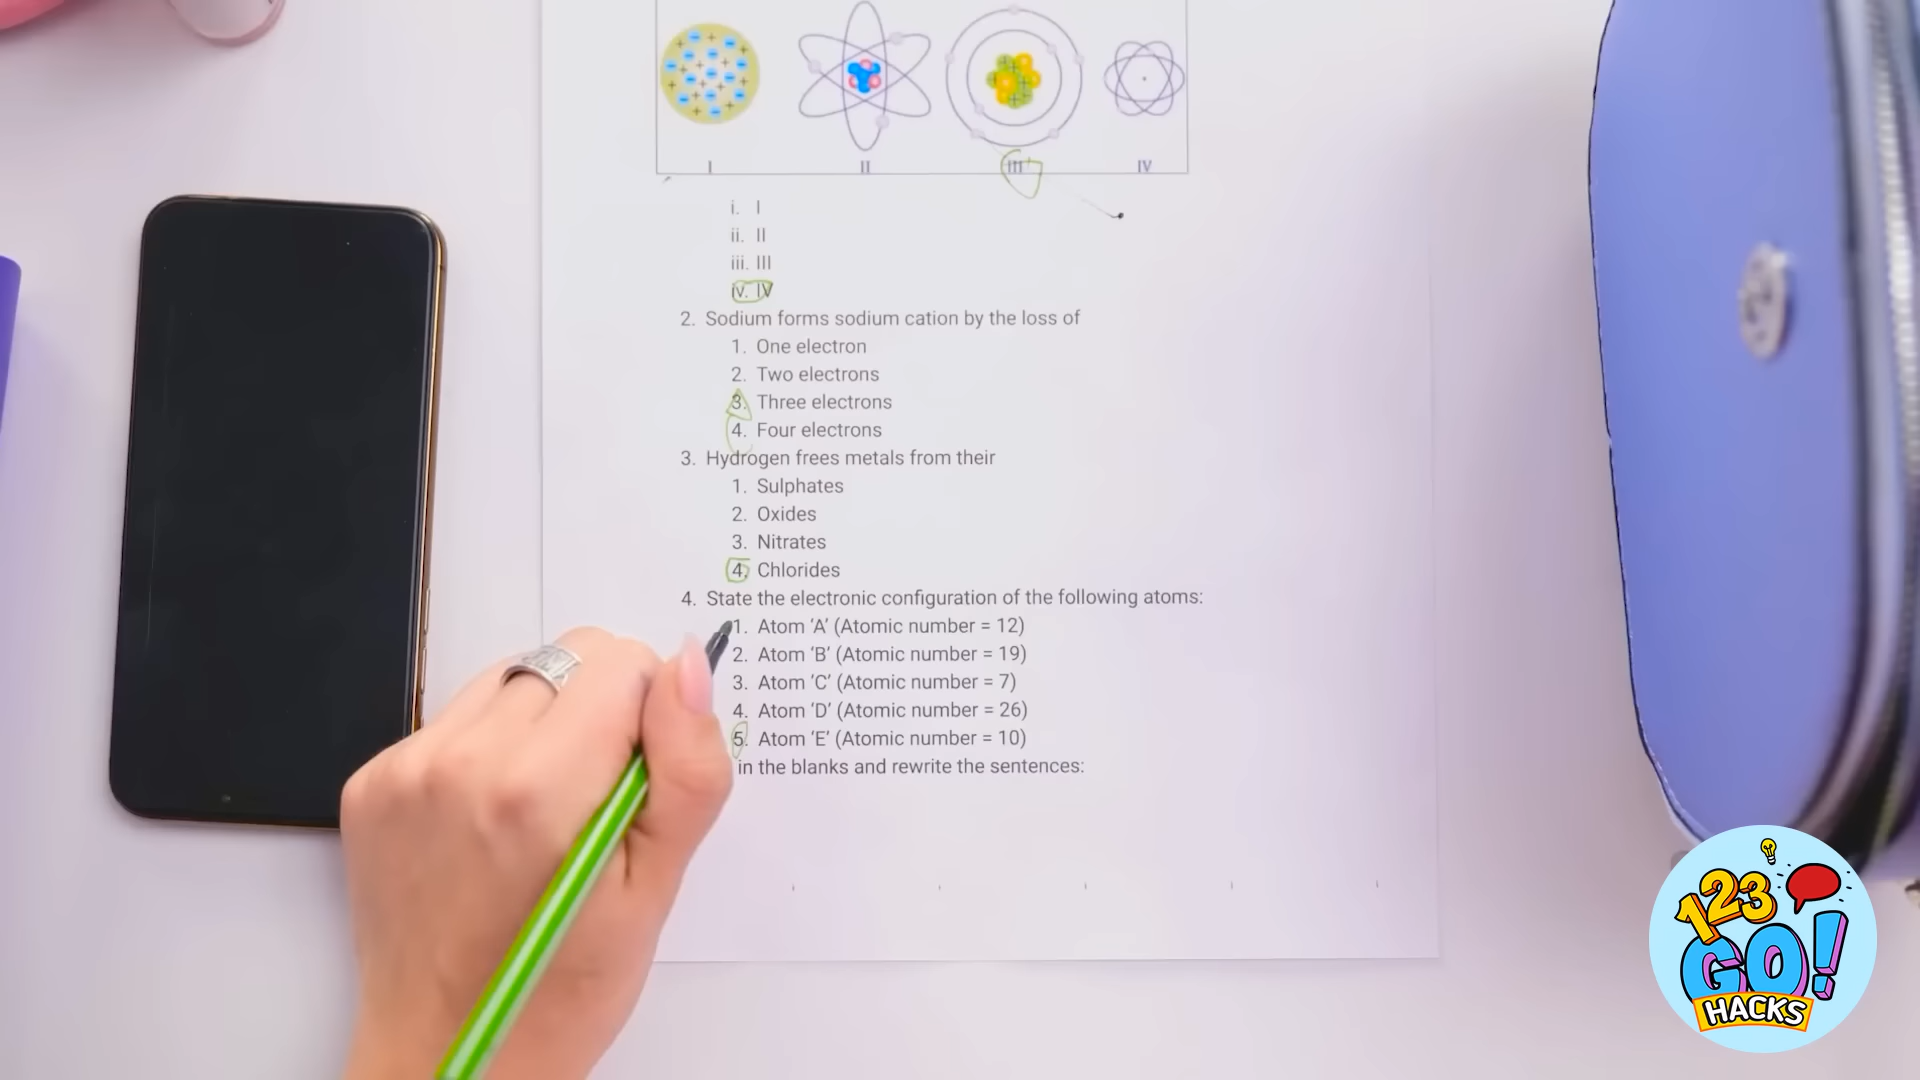 I II III IV
i. I
ii. II
iii. III
iv. IV
2. Sodium forms sodium cation by the loss of
1. One electron
2. Two electrons
3. Three electrons
4. Four electrons
3. Hydrogen frees metals from their
1. Sulphates
2. Oxides
3. Nitrates
4. Chlorides
4. State the electronic configuration of the following atoms:
1. Atom ‘A’ (Atomic number = 12)
2. Atom ‘B’ (Atomic number = 19)
3. Atom ‘C’ (Atomic number = 7)
4. Atom ‘D’ (Atomic number = 26)
5. Atom ‘E’ (Atomic number = 10)
in the blanks and rewrite the sentences:
123
GO!
HACKS